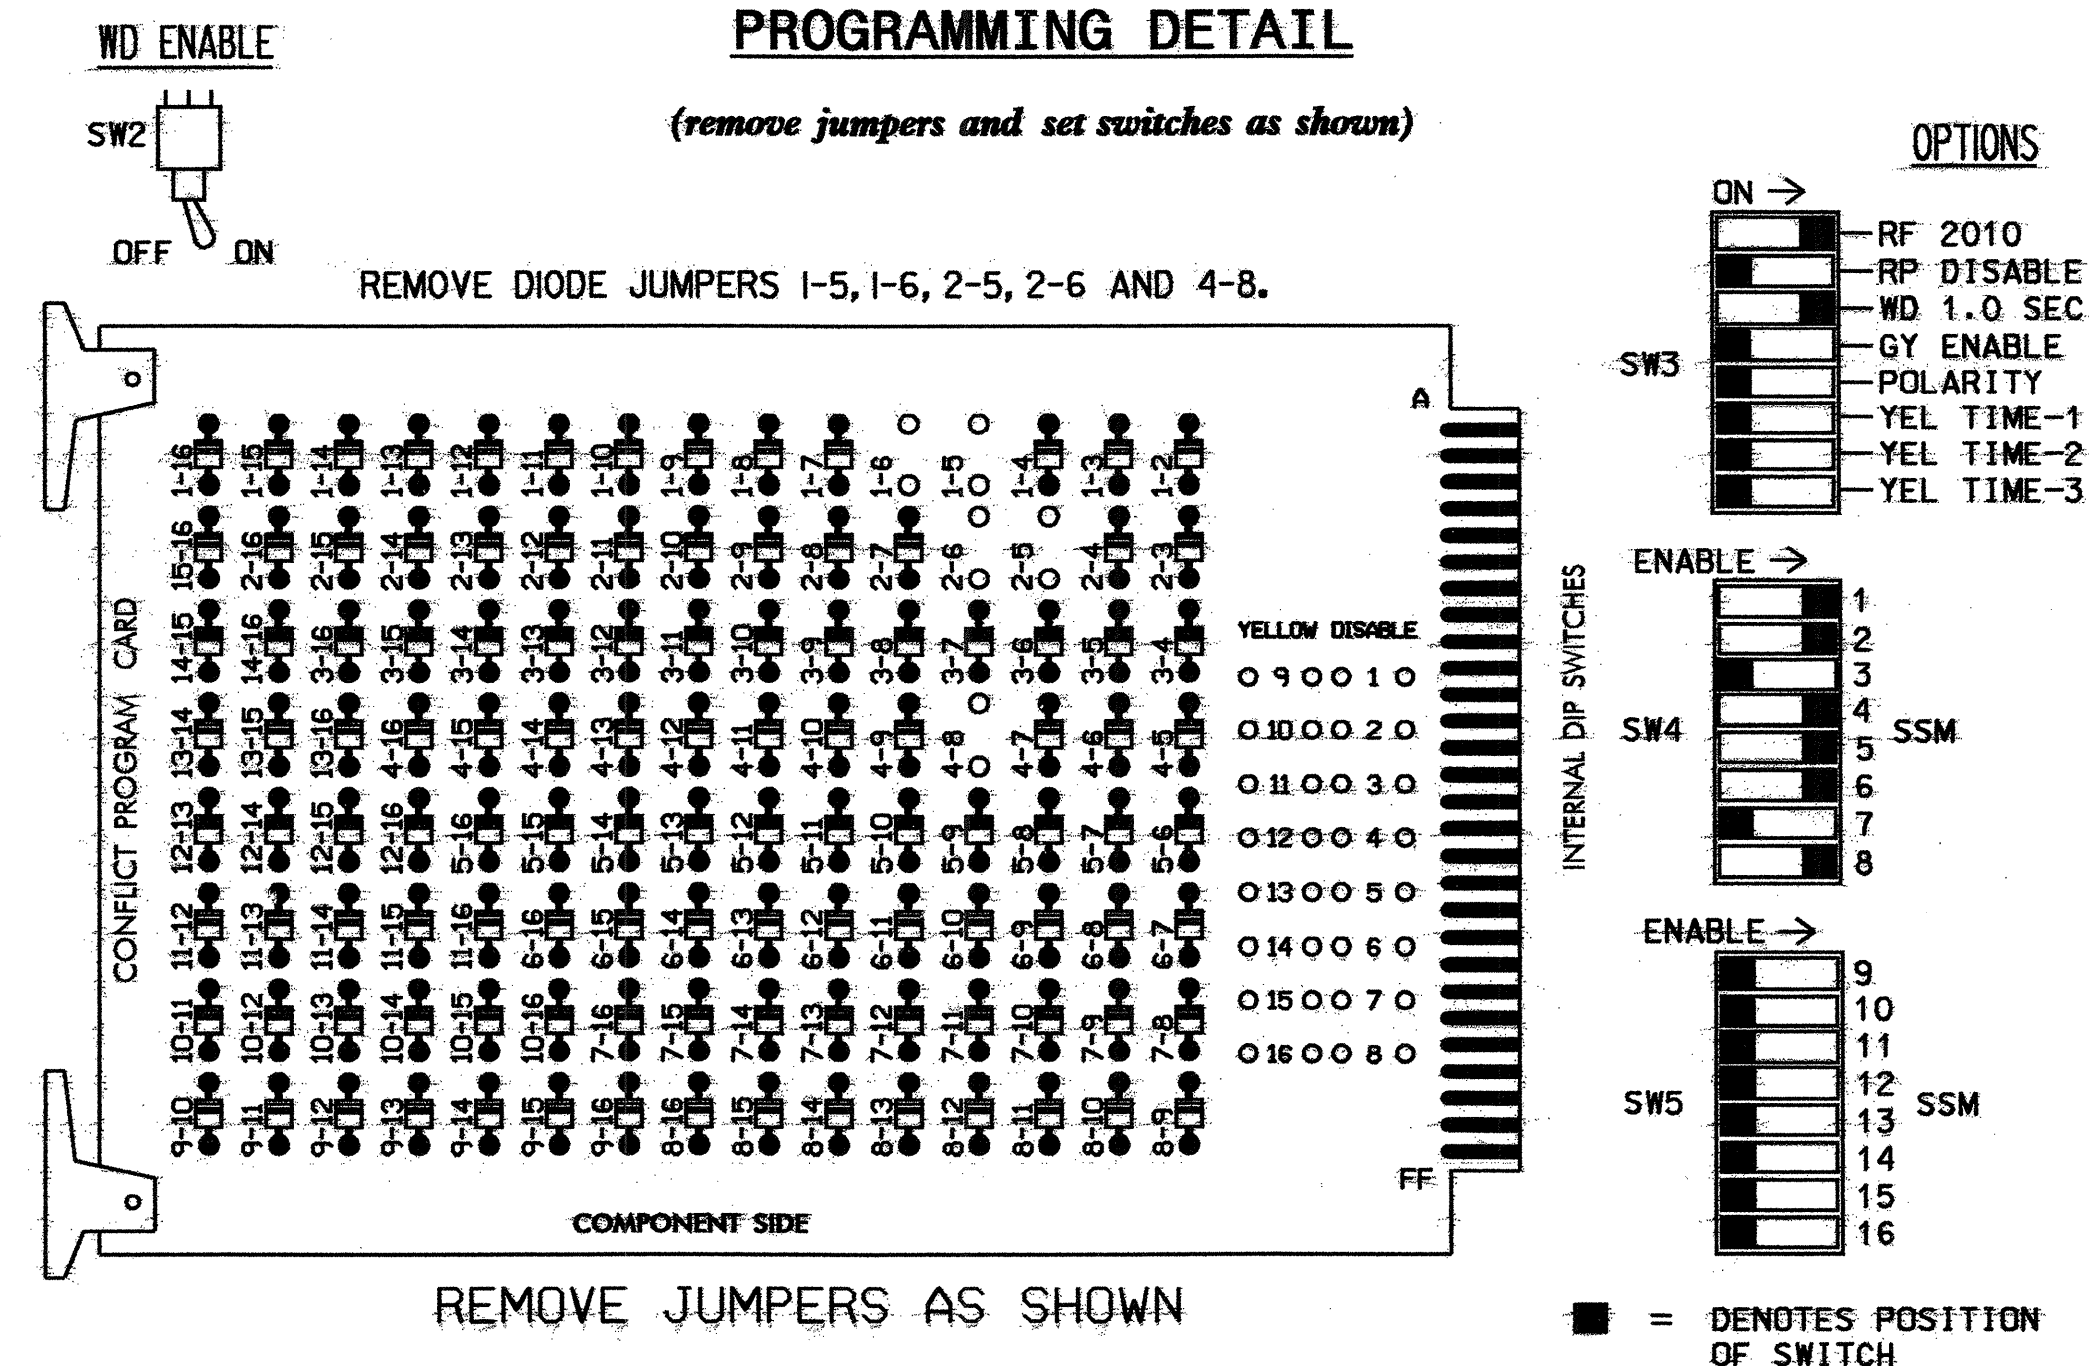 PROGRAMMING DETAIL
(remove jumpers and set switches as shown)
WD ENABLE
SW2
OFF ON
REMOVE DIODE JUMPERS 1-5, 1-6, 2-5, 2-6 AND 4-8.
CONFLICT PROGRAM CARD
1-16 1-15 1-14 1-13 1-12 1-11 1-10 1-9 1-8 1-7 1-6 1-5 1-4 1-3 1-2
15-16 2-16 2-15 2-14 2-13 2-12 2-11 2-10 2-9 2-8 2-7 2-6 2-5 2-4 2-3
14-15 14-16 3-16 3-15 3-14 3-13 3-12 3-11 3-10 3-9 3-8 3-7 3-6 3-5 3-4
13-14 13-15 13-16 4-16 4-15 4-14 4-13 4-12 4-11 4-10 4-9 4-8 4-7 4-6 4-5
12-13 12-14 12-15 12-16 5-16 5-15 5-14 5-13 5-12 5-11 5-10 5-9 5-8 5-7 5-6
11-12 11-13 11-14 11-15 11-16 6-16 6-15 6-14 6-13 6-12 6-11 6-10 6-9 6-8 6-7
10-11 10-12 10-13 10-14 10-15 10-16 7-16 7-15 7-14 7-13 7-12 7-11 7-10 7-9 7-8
9-10 9-11 9-12 9-13 9-14 9-15 9-16 8-16 8-15 8-14 8-13 8-12 8-11 8-10 8-9
COMPONENT SIDE
A
YELLOW DISABLE
9 1
10 2
11 3
12 4
13 5
14 6
15 7
16 8
FF
INTERNAL DIP SWITCHES
REMOVE JUMPERS AS SHOWN
OPTIONS
ON →
SW3
RF 2010
RP DISABLE
WD 1.0 SEC
GY ENABLE
POLARITY
YEL TIME-1
YEL TIME-2
YEL TIME-3
ENABLE →
SW4
1
2
3
4
5
6
7
8
SSM
ENABLE →
SW5
9
10
11
12
13
14
15
16
SSM
= DENOTES POSITION
OF SWITCH